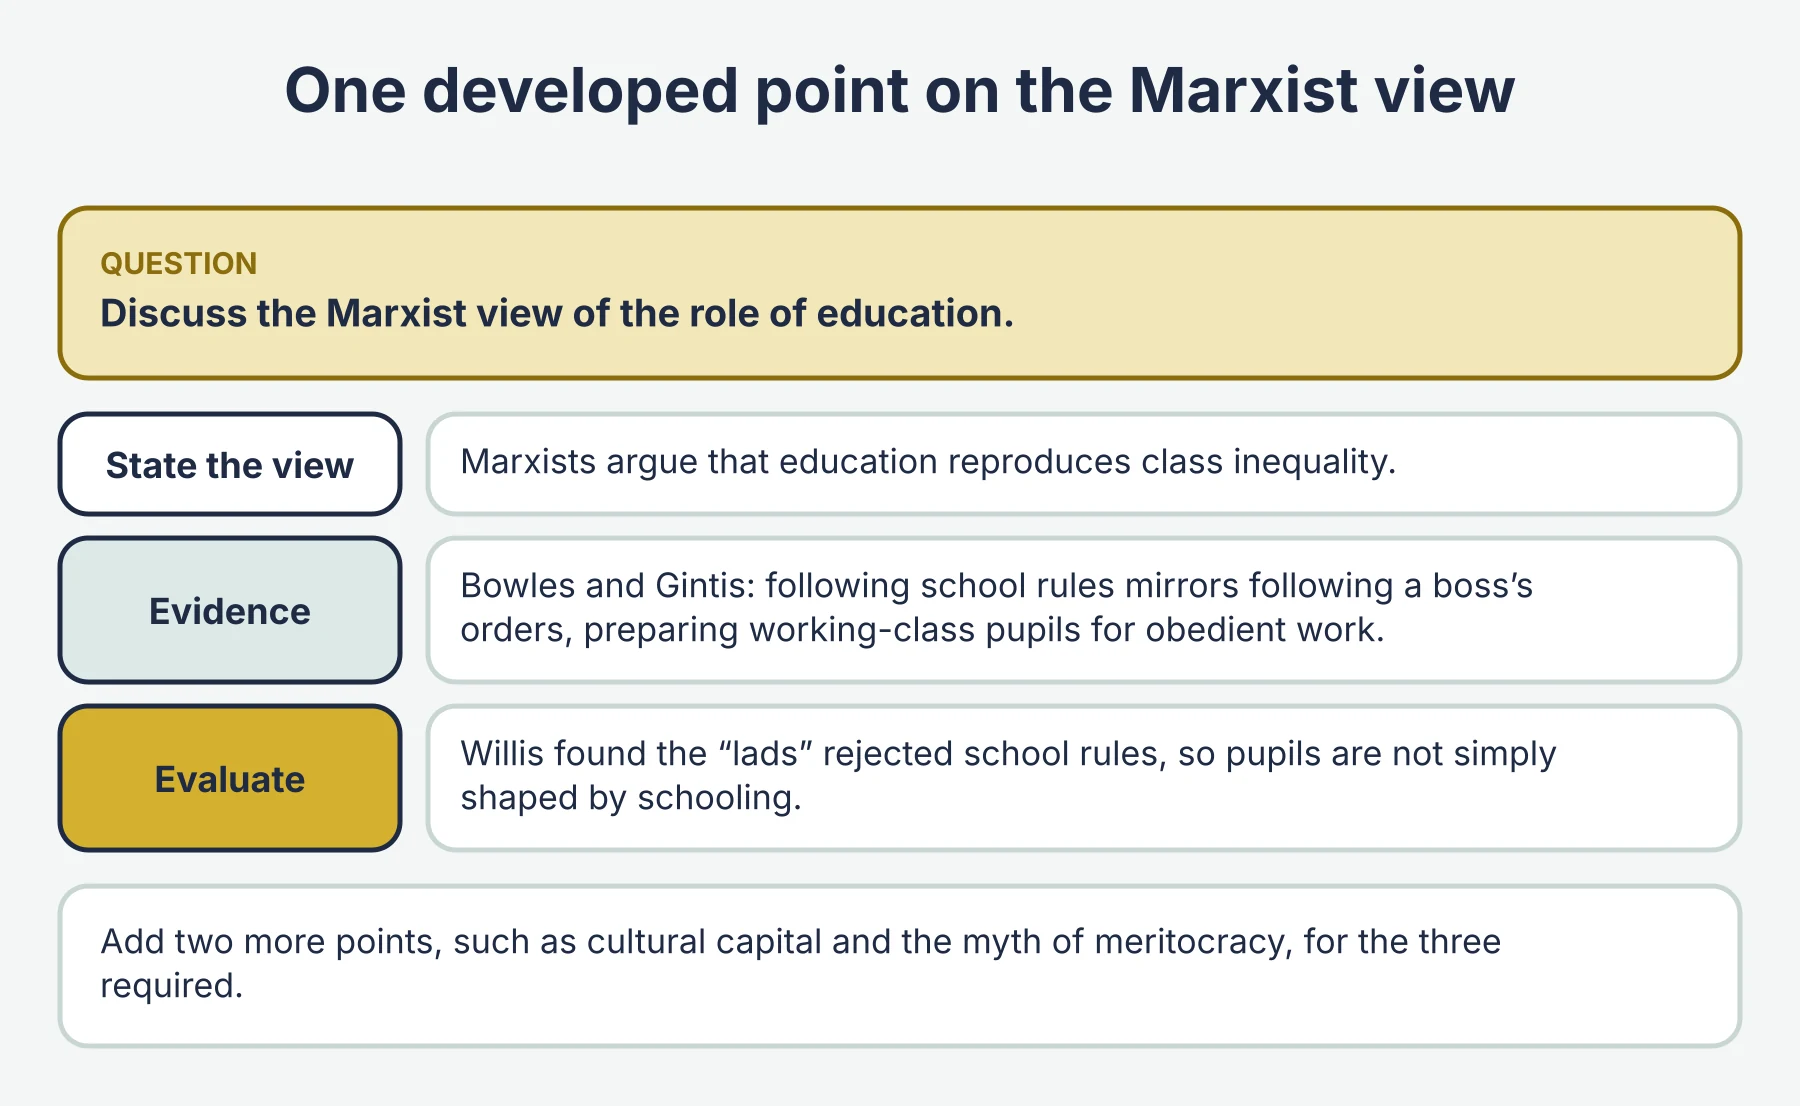 One developed point on the Marxist view
QUESTION
Discuss the Marxist view of the role of education.
State the view
Marxists argue that education reproduces class inequality.
Evidence
Bowles and Gintis: following school rules mirrors following a boss’s
orders, preparing working-class pupils for obedient work.
Evaluate
Willis found the “lads” rejected school rules, so pupils are not simply
shaped by schooling.
Add two more points, such as cultural capital and the myth of meritocracy, for the three
required.